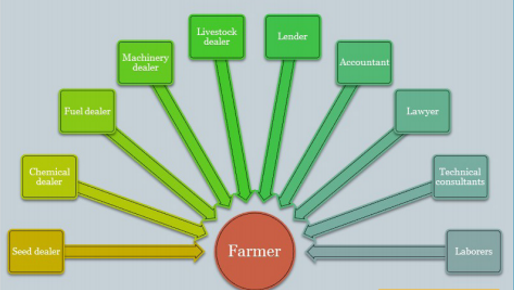 Livestock
dealer
Lender
Machinery
dealer
Accountant
Fuel dealer
Lawyer
Chemical
dealer
Technical
consultants
Seed dealer
Farmer
Laborers